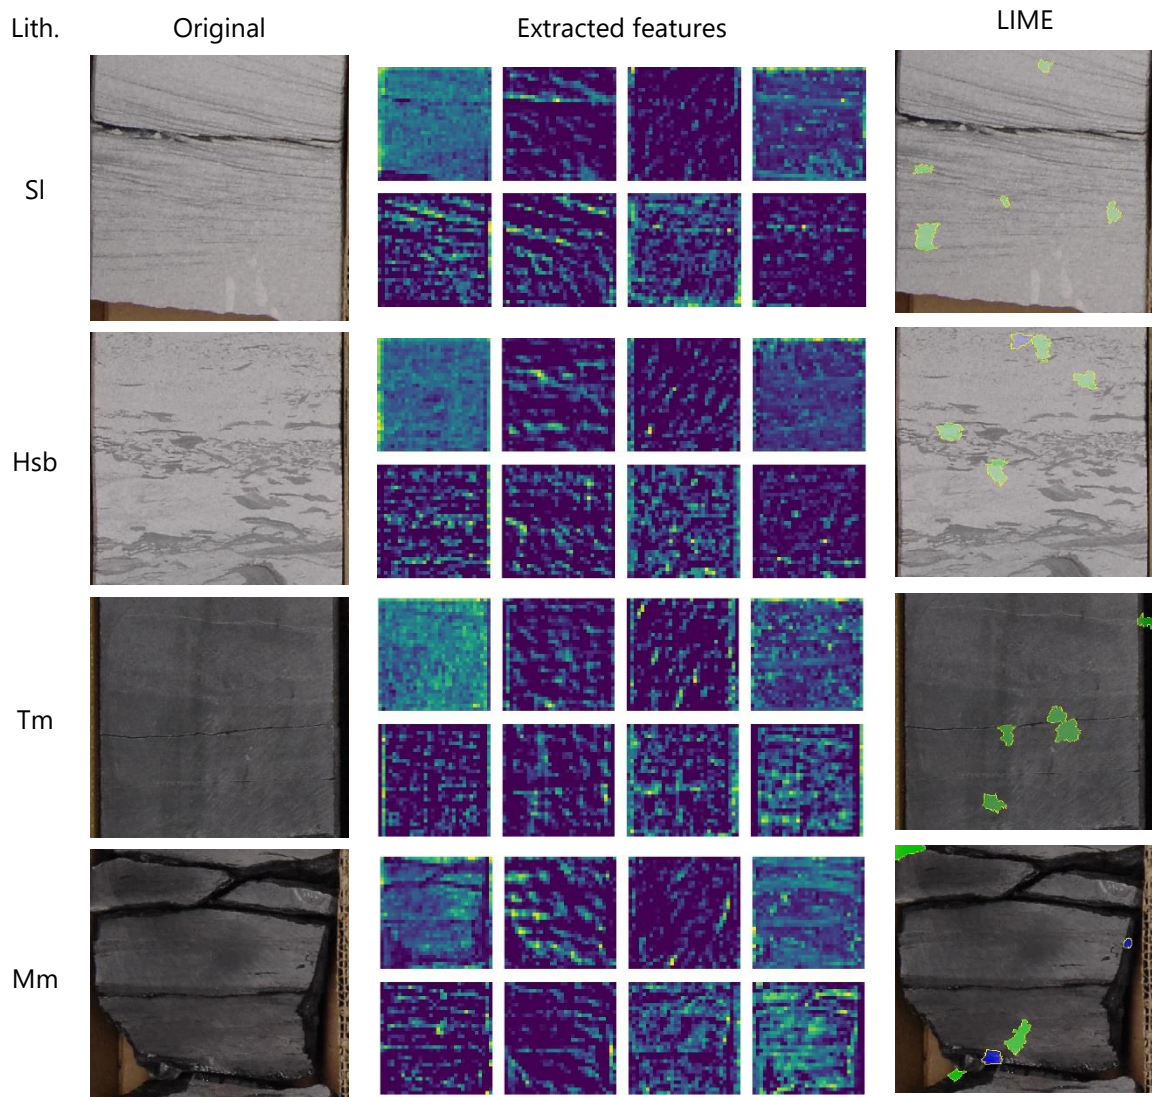 Lith.
Original
Extracted features
LIME
Sl
Hsb
Tm
Mm